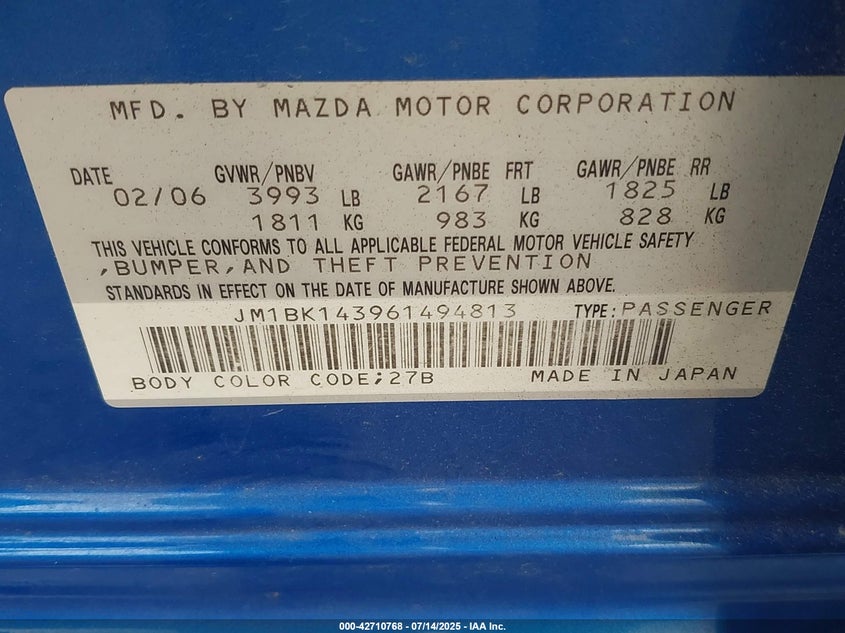 MFD. BY MAZDA MOTOR CORPORATION
DATE GVWR/PNBV GAWR/PNBE FRT GAWR/PNBE RR
02/06 3993 LB 2167 LB 1825 LB
1811 KG 983 KG 828 KG
THIS VEHICLE CONFORMS TO ALL APPLICABLE FEDERAL MOTOR VEHICLE SAFETY
,BUMPER,AND THEFT PREVENTION
STANDARDS IN EFFECT ON THE DATE OF MANUFACTURE SHOWN ABOVE.
JM1BK143961494813 TYPE:PASSENGER
BODY COLOR CODE;27B MADE IN JAPAN
000-42710768 - 07/14/2025 - IAA Inc.